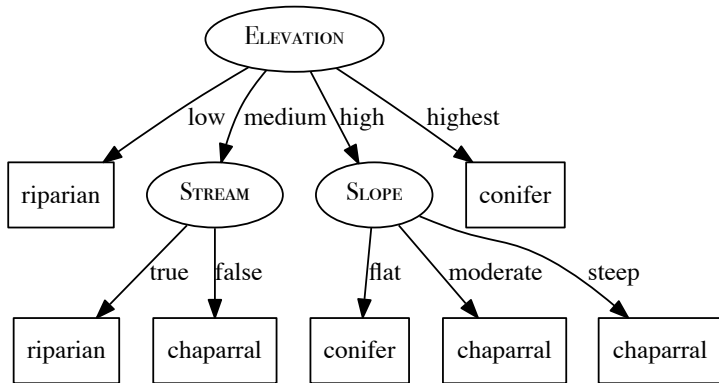 ELEVATION
low medium high highest
riparian STREAM SLOPE conifer
true false flat moderate steep
riparian chaparral conifer chaparral chaparral